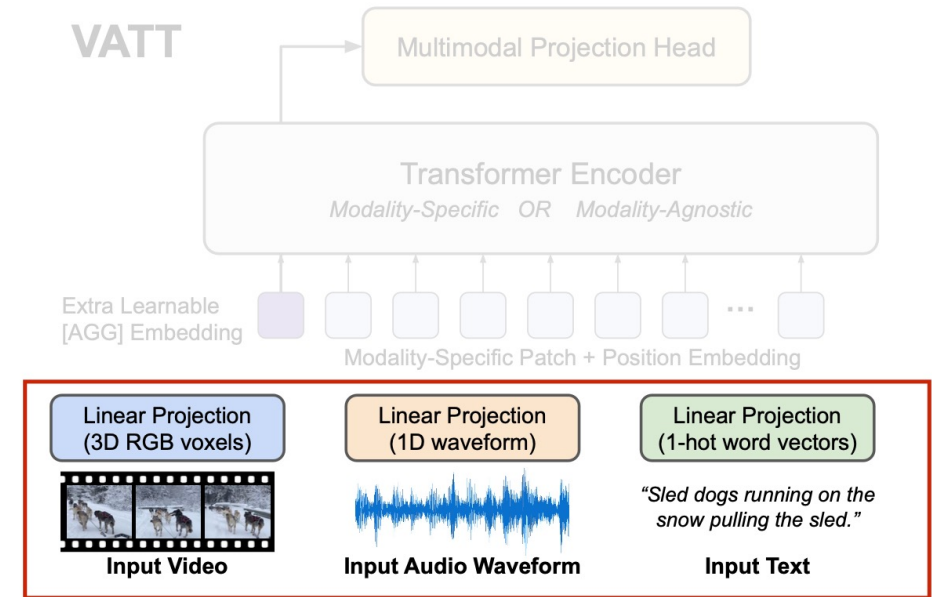 VATT
Multimodal Projection Head
Transformer Encoder
Modality-Specific OR Modality-Agnostic
Extra Learnable
[AGG] Embedding
...
Modality-Specific Patch + Position Embedding
Linear Projection
(3D RGB voxels)
Linear Projection
(1D waveform)
Linear Projection
(1-hot word vectors)
“Sled dogs running on the
snow pulling the sled.”
Input Video
Input Audio Waveform
Input Text